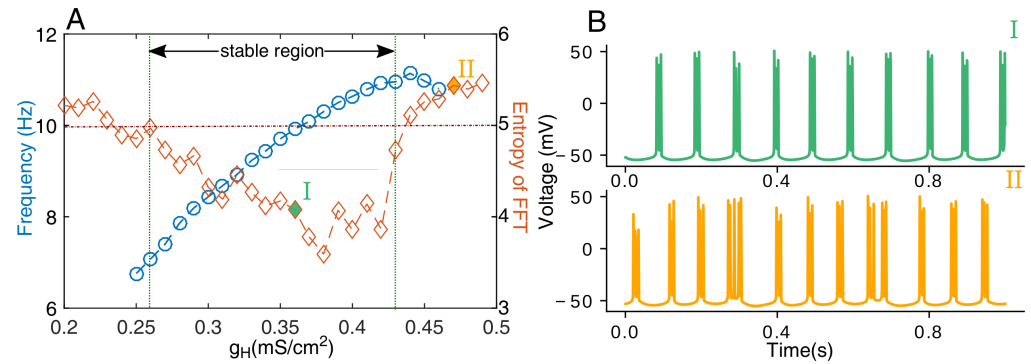 A
12
10
8
6
Frequency (Hz)
stable region
I
II
6
5
4
3
Entropy of FFT
0.2 0.25 0.3 0.35 0.4 0.45 0.5
gH(mS/cm²)
B
I
50
0
−50
0.0 0.4 0.8
Voltage (mV)
II
50
0
−50
0.0 0.4 0.8
Time(s)